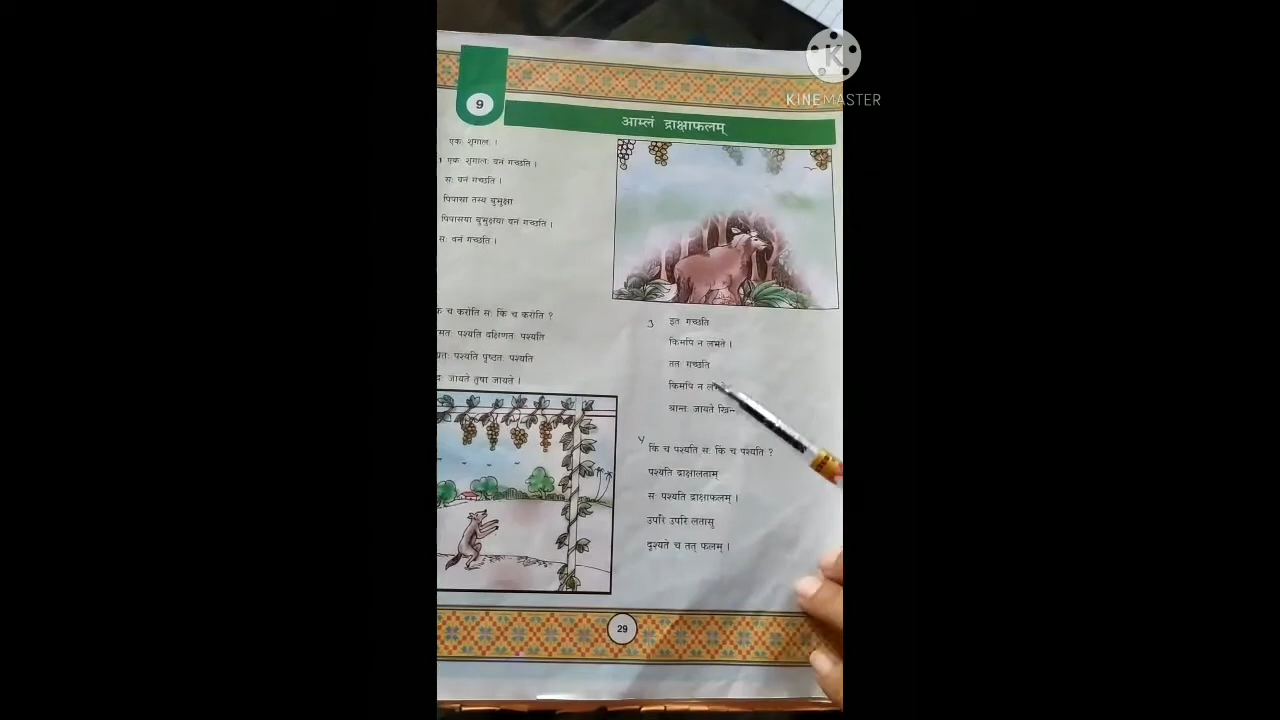 KINEMASTER
9
आम्लं द्राक्षाफलम्
एकः शृगालः ।
1 एकः शृगालः वनं गच्छति ।
सः वनं गच्छति ।
पिपासा तस्य बुभुक्षा
पिपासया बुभुक्षया वनं गच्छति ।
सः वनं गच्छति ।
च करोति सः किं च करोति ?
पश्यति दक्षिणतः पश्यति
पश्यति पृष्ठतः पश्यति
जायते तृषा जायते ।
3 इतः गच्छति
किमपि न लभते ।
ततः गच्छति
किमपि न
श्रान्तः जायते
४
किं च पश्यति सः किं च पश्यति ?
पश्यति द्राक्षालताम्
सः पश्यति द्राक्षाफलम् ।
उपरि उपरि लतासु
दृश्यते च तत् फलम् ।
29